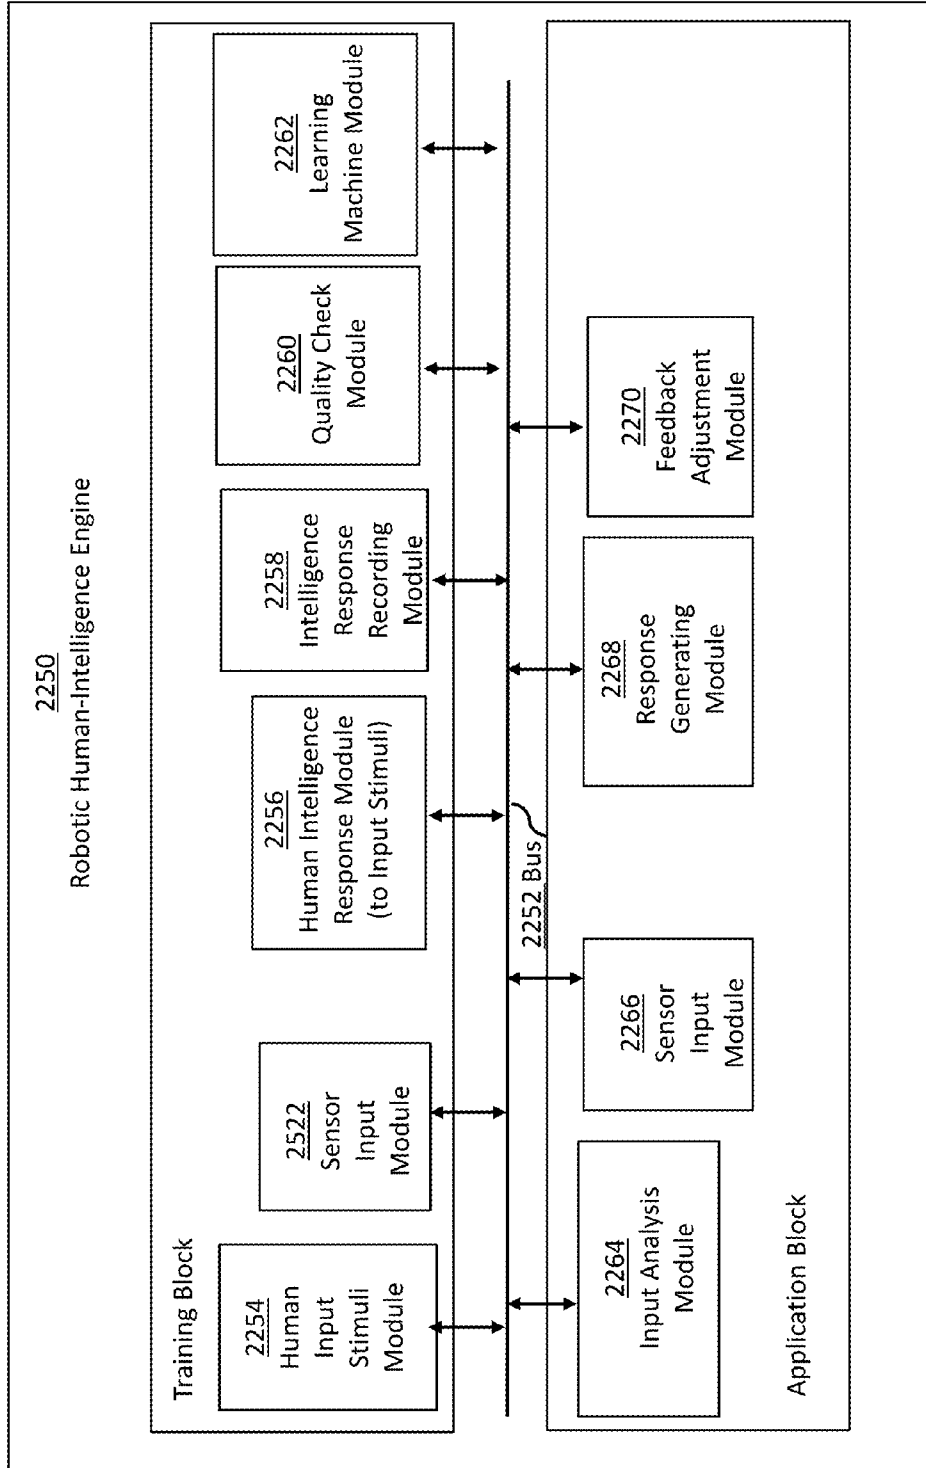 2250
Robotic Human-Intelligence Engine
Training Block
2254
Human
Input
Stimuli
Module
2522
Sensor
Input
Module
2256
Human Intelligence
Response Module
(to Input Stimuli)
2258
Intelligence
Response
Recording
Module
2260
Quality Check
Module
2262
Learning
Machine Module
2252 Bus
2264
Input Analysis
Module
2266
Sensor
Input
Module
2268
Response
Generating
Module
2270
Feedback
Adjustment
Module
Application Block